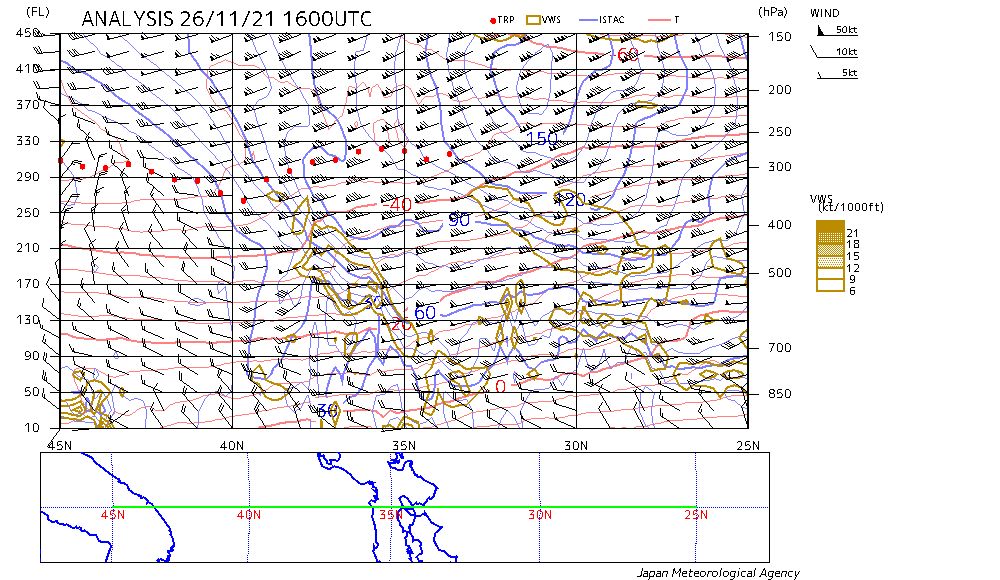 ANALYSIS 26/11/21 1600UTC
TRP VWS ISTAC T
(FL) (hPa) WIND
450 150 50kt
410 200 10kt
370 250 5kt
330 300
290 400
250 500
210 700
170 850
130
90
50
10
VWS
(kt/1000ft)
21
18
15
12
9
6
60
150
120
40
90
60
20
0
30
45N 40N 35N 30N 25N
45N 40N 35N 30N 25N
Japan Meteorological Agency